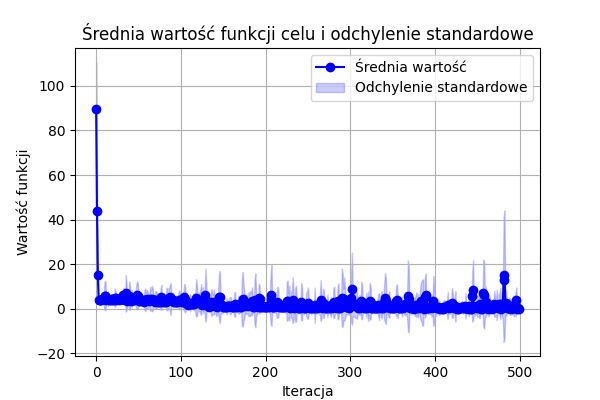 Średnia wartość funkcji celu i odchylenie standardowe
Średnia wartość
Odchylenie standardowe
Wartość funkcji
100
80
60
40
20
0
−20
0 100 200 300 400 500
Iteracja